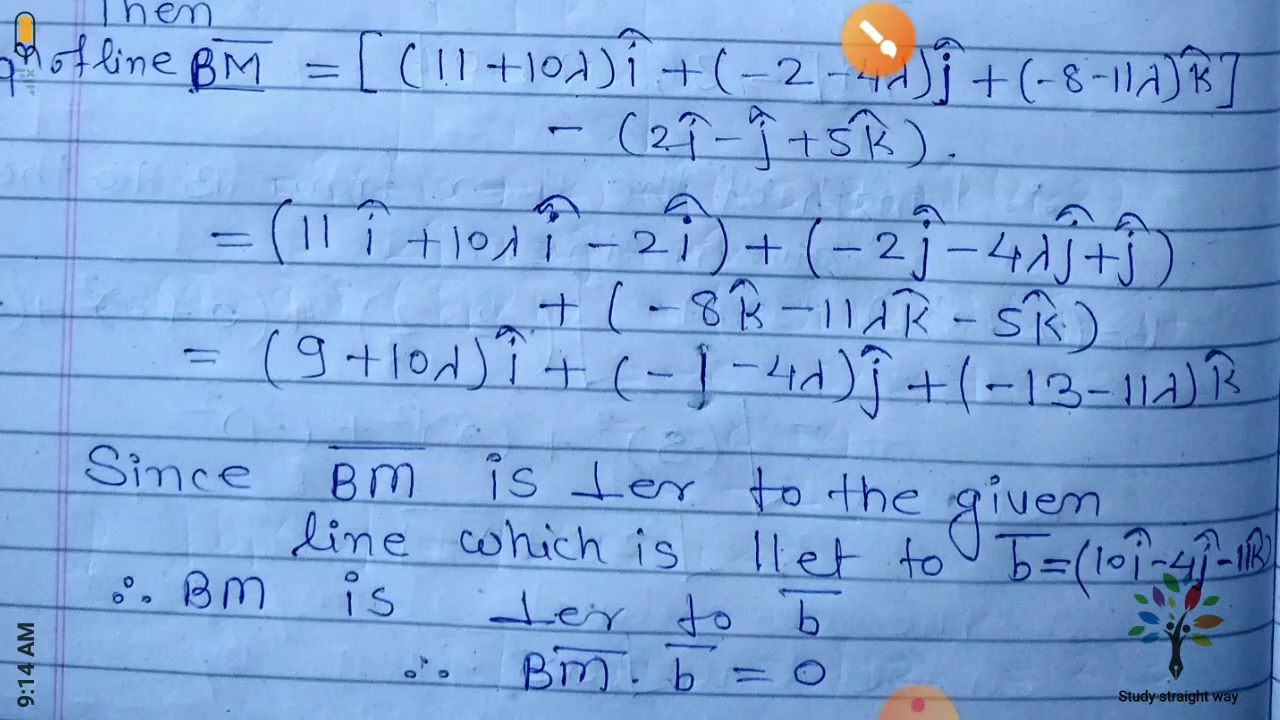 Then
qn of line BM = [(11+10λ)î + (-2-4λ)ĵ + (-8-11λ)k̂]
- (2î - ĵ + 5k̂).
= (11î + 10λî - 2î) + (-2ĵ - 4λĵ + ĵ)
+ (-8k̂ - 11λk̂ - 5k̂)
= (9+10λ)î + (-1-4λ)ĵ + (-13-11λ)k̂
Since BM is ⊥er to the given
line which is llet to b = (10î-4ĵ-11k̂)
∴ BM is ⊥er to b
∴ BM . b = 0
9:14 AM
Study straight way